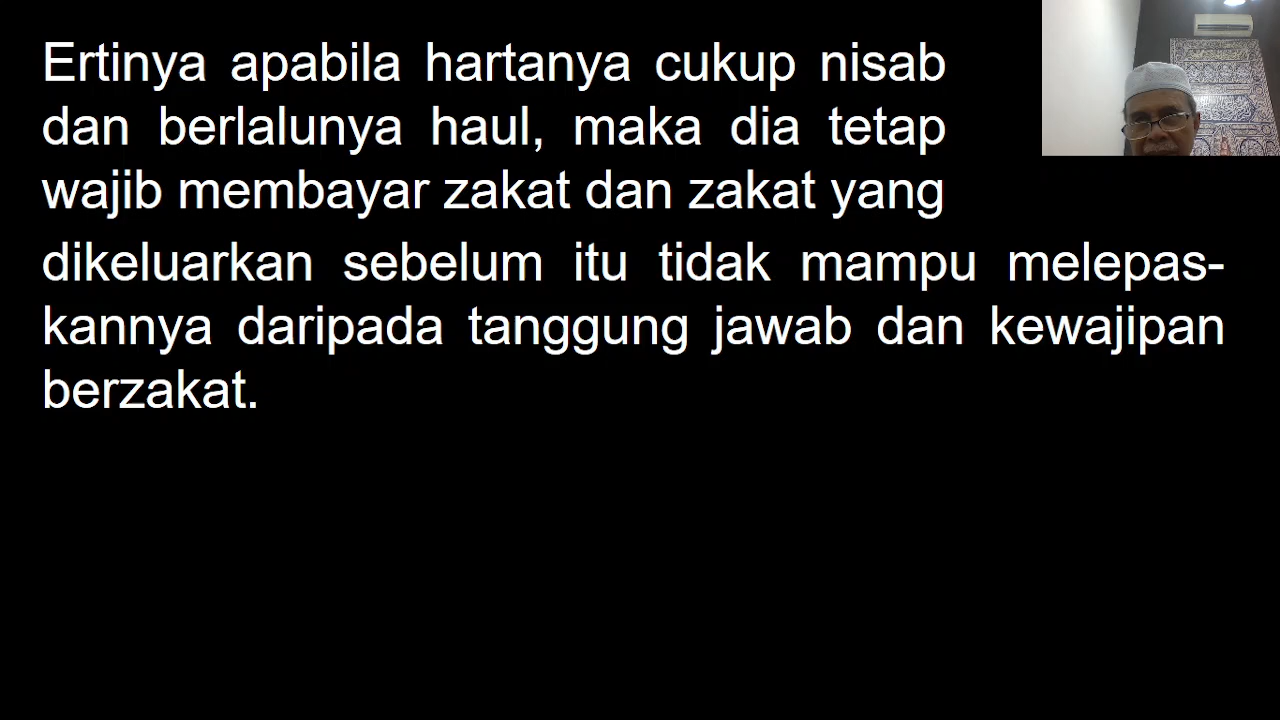 Ertinya apabila hartanya cukup nisab
dan berlalunya haul, maka dia tetap
wajib membayar zakat dan zakat yang
dikeluarkan sebelum itu tidak mampu melepas-
kannya daripada tanggung jawab dan kewajipan
berzakat.